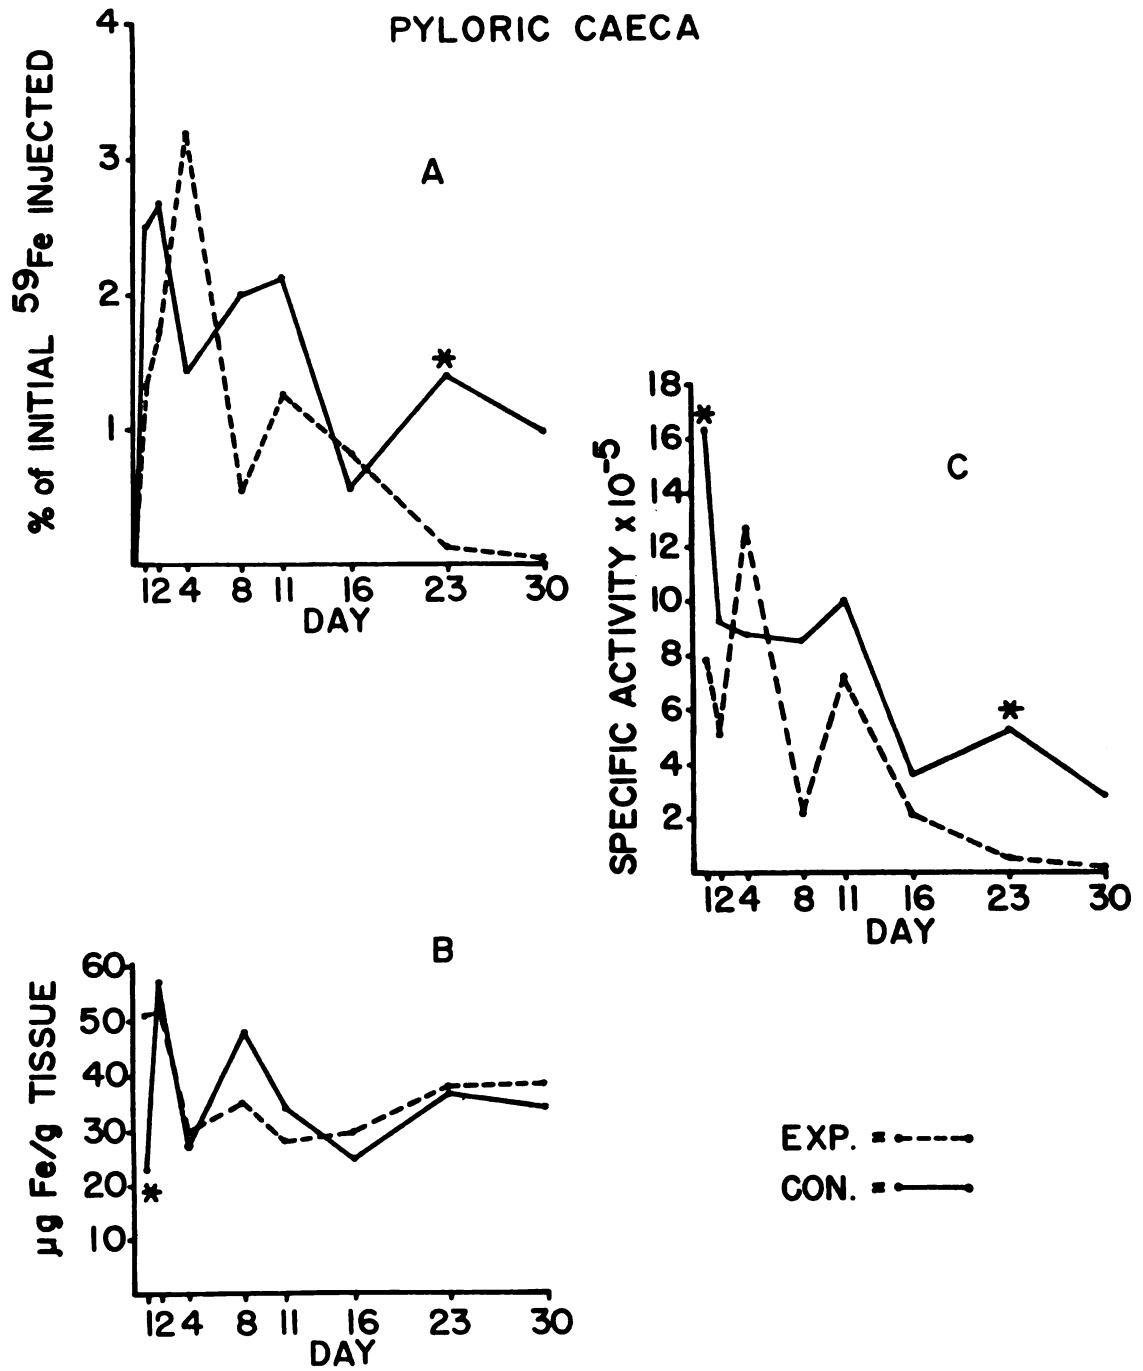 PYLORIC CAECA
% of INITIAL ⁵⁹Fe INJECTED
4
3
2
1
A
*
1 2 4 8 11 16 23 30
DAY
SPECIFIC ACTIVITY x 10⁻⁵
18
16
14
12
10
8
6
4
2
C
*
*
1 2 4 8 11 16 23 30
DAY
µg Fe/g TISSUE
60
50
40
30
20
10
B
*
1 2 4 8 11 16 23 30
DAY
EXP. =
CON. =